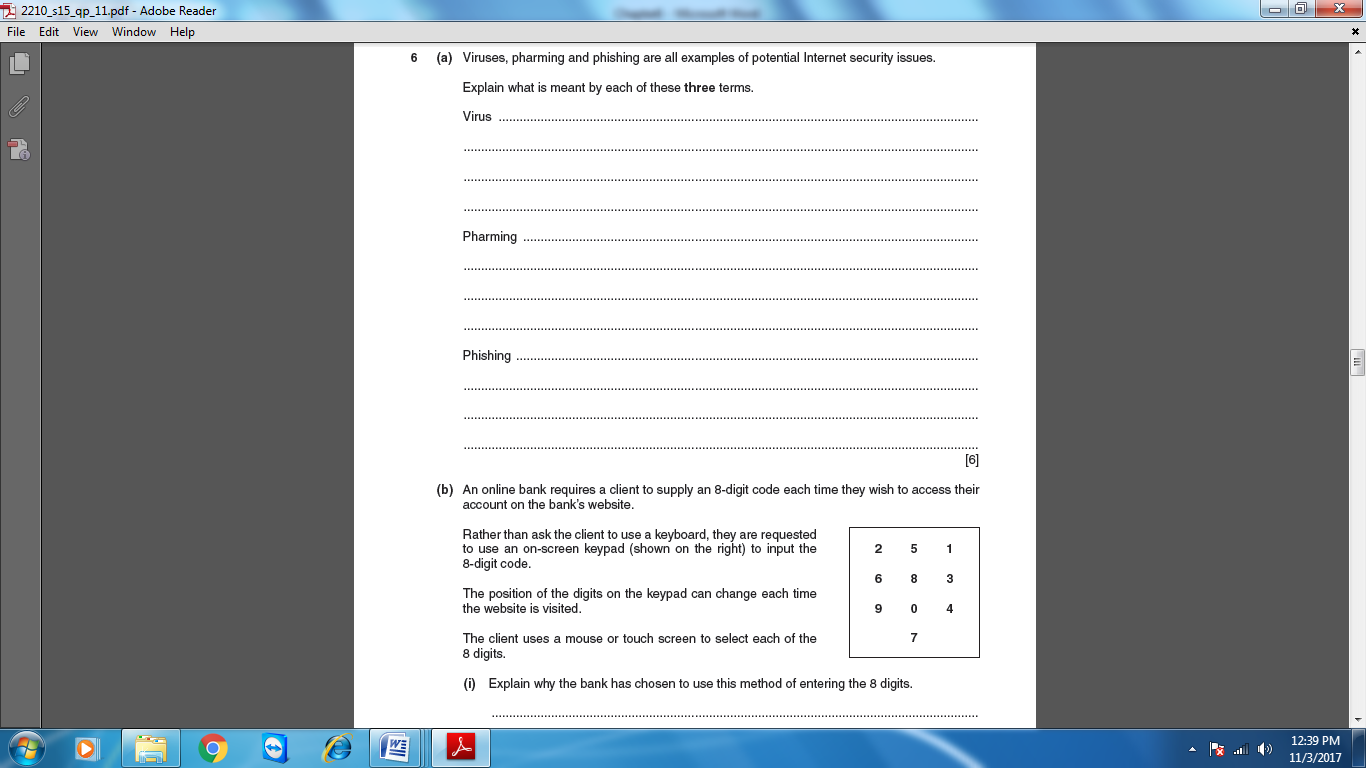 2210_s15_qp_11.pdf - Adobe Reader
File Edit View Window Help
6 (a) Viruses, pharming and phishing are all examples of potential Internet security issues.
Explain what is meant by each of these three terms.
Virus ..........................................................................................................................................
....................................................................................................................................................
....................................................................................................................................................
....................................................................................................................................................
Pharming ...................................................................................................................................
....................................................................................................................................................
....................................................................................................................................................
....................................................................................................................................................
Phishing .....................................................................................................................................
....................................................................................................................................................
....................................................................................................................................................
....................................................................................................................................................
[6]
(b) An online bank requires a client to supply an 8-digit code each time they wish to access their
account on the bank's website.
Rather than ask the client to use a keyboard, they are requested
to use an on-screen keypad (shown on the right) to input the
8-digit code.
The position of the digits on the keypad can change each time
the website is visited.
The client uses a mouse or touch screen to select each of the
8 digits.
2 5 1
6 8 3
9 0 4
7
(i) Explain why the bank has chosen to use this method of entering the 8 digits.
............................................................................................................................................
12:39 PM
11/3/2017